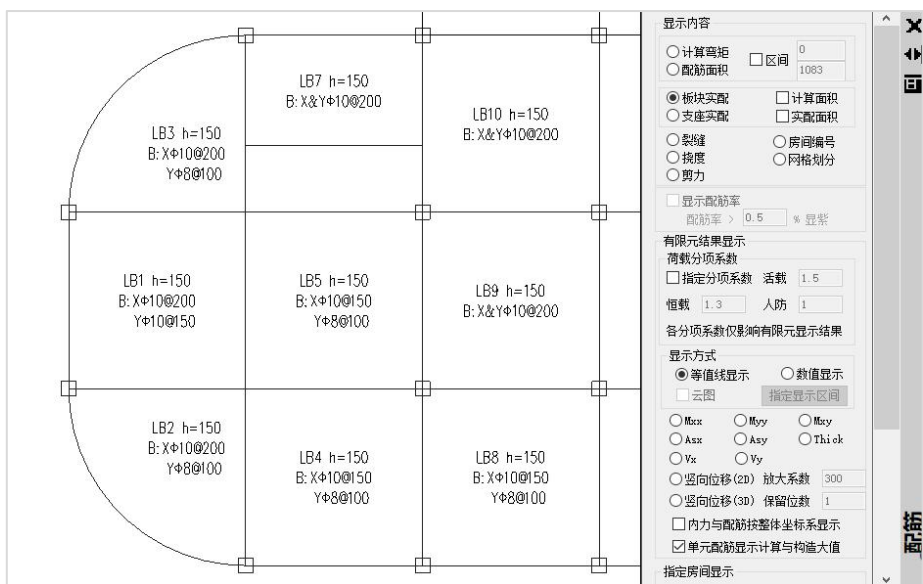 LB7 h=150
B: X&YΦ10@200
LB10 h=150
B: X&YΦ10@200
LB3 h=150
B: XΦ10@200
YΦ8@100
LB1 h=150
B: XΦ10@200
YΦ10@150
LB5 h=150
B: XΦ10@150
YΦ8@100
LB9 h=150
B: X&YΦ10@200
LB2 h=150
B: XΦ10@200
YΦ8@100
LB4 h=150
B: XΦ10@150
YΦ8@100
LB8 h=150
B: XΦ10@150
YΦ8@100
显示内容
计算弯矩 区间 0
配筋面积 1083
板块实配 计算面积
支座实配 实配面积
裂缝 房间编号
挠度 网格划分
剪力
显示配筋率
配筋率 > 0.5 % 显紫
有限元结果显示
荷载分项系数
指定分项系数 活载 1.5
恒载 1.3 人防 1
各分项系数仅影响有限元显示结果
显示方式
等值线显示 数值显示
云图 指定显示区间
Mxx Myy Mxy
Asx Asy Thick
Vx Vy
竖向位移(2D) 放大系数 300
竖向位移(3D) 保留位数 1
内力与配筋按整体坐标系显示
单元配筋显示计算与构造大值
指定房间显示
配筋